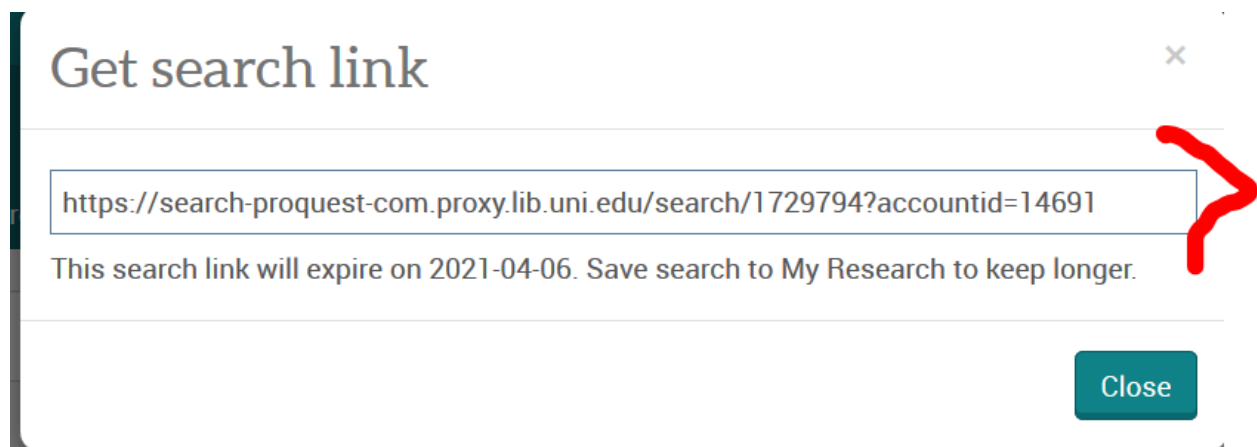 Get search link
×
https://search-proquest-com.proxy.lib.uni.edu/search/1729794?accountid=14691
This search link will expire on 2021-04-06. Save search to My Research to keep longer.
Close